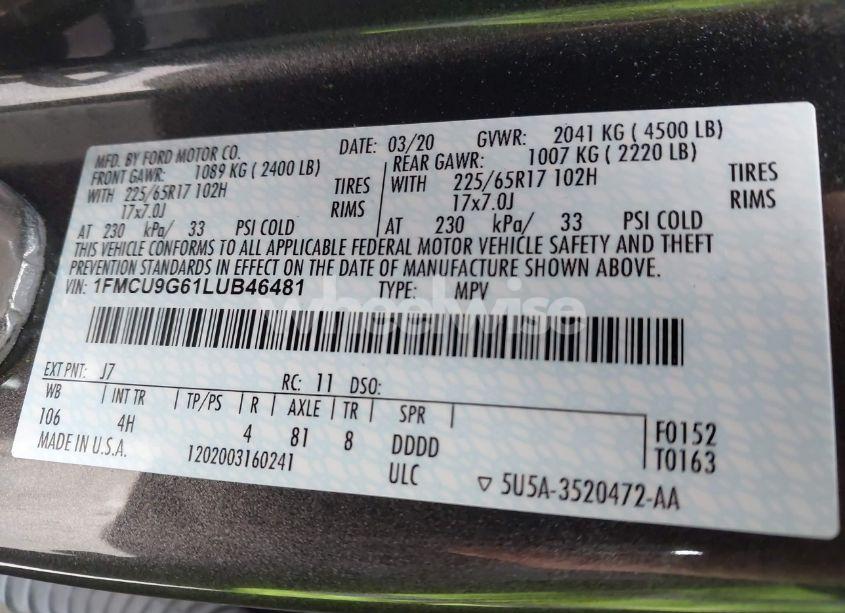 MFD. BY FORD MOTOR CO. DATE: 03/20 GVWR: 2041 KG ( 4500 LB)
FRONT GAWR: 1089 KG ( 2400 LB) REAR GAWR: 1007 KG ( 2220 LB)
WITH 225/65R17 102H TIRES WITH 225/65R17 102H TIRES
17x7.0J RIMS 17x7.0J RIMS
AT 230 kPa/ 33 PSI COLD AT 230 kPa/ 33 PSI COLD
THIS VEHICLE CONFORMS TO ALL APPLICABLE FEDERAL MOTOR VEHICLE SAFETY AND THEFT
PREVENTION STANDARDS IN EFFECT ON THE DATE OF MANUFACTURE SHOWN ABOVE.
VIN: 1FMCU9G61LUB46481 TYPE: MPV
wheelwise
EXT PNT: J7 RC: 11 DSO:
WB INT TR TP/PS R AXLE TR SPR
106 4H 4 81 8 DDDD F0152
MADE IN U.S.A. 1202003160241 ULC T0163
▽ 5U5A-3520472-AA